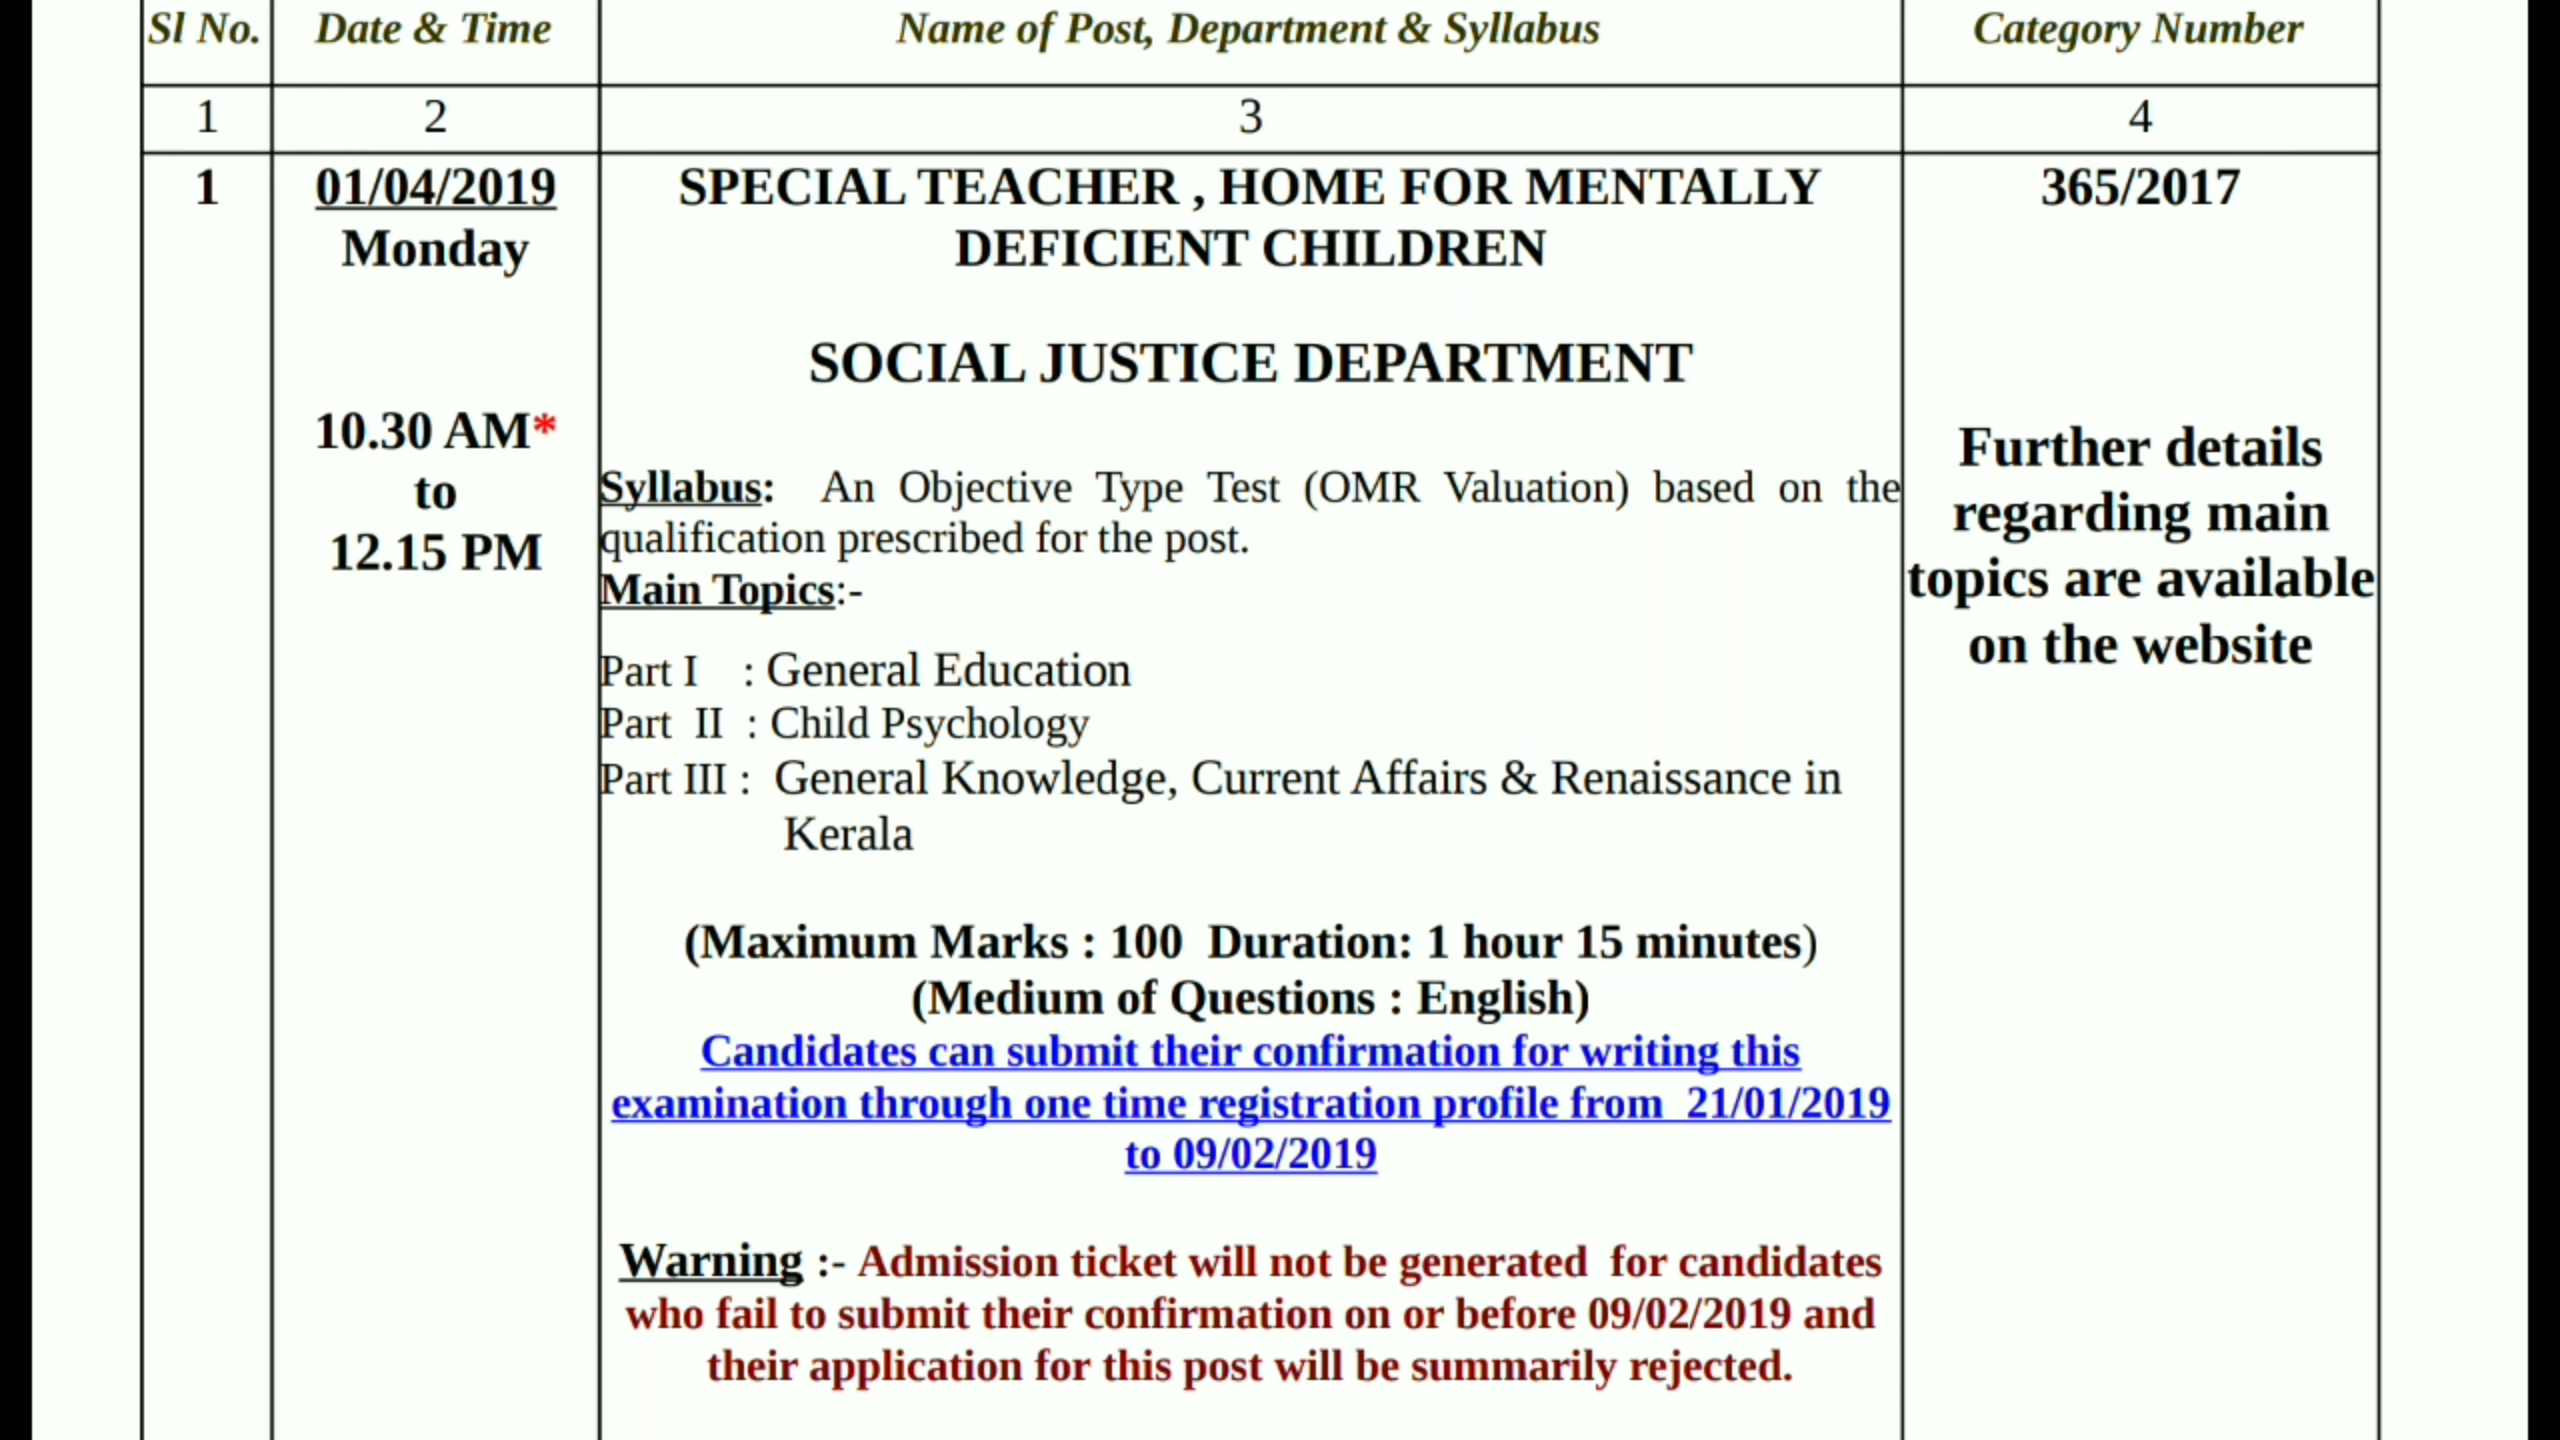 Sl No. Date & Time Name of Post, Department & Syllabus Category Number
1 2 3 4
1
01/04/2019
Monday
10.30 AM*
to
12.15 PM
SPECIAL TEACHER , HOME FOR MENTALLY
DEFICIENT CHILDREN
SOCIAL JUSTICE DEPARTMENT
Syllabus: An Objective Type Test (OMR Valuation) based on the
qualification prescribed for the post.
Main Topics:-
Part I : General Education
Part II : Child Psychology
Part III : General Knowledge, Current Affairs & Renaissance in
Kerala
(Maximum Marks : 100 Duration: 1 hour 15 minutes)
(Medium of Questions : English)
Candidates can submit their confirmation for writing this
examination through one time registration profile from 21/01/2019
to 09/02/2019
Warning :- Admission ticket will not be generated for candidates
who fail to submit their confirmation on or before 09/02/2019 and
their application for this post will be summarily rejected.
365/2017
Further details
regarding main
topics are available
on the website